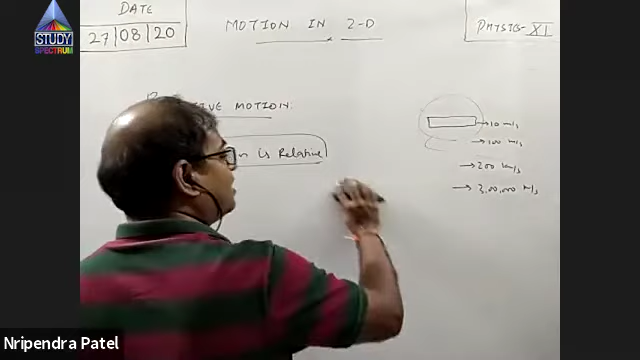 DATE
27/08/20
MOTION IN 2-D
PHYSICS-XI
STUDY
SPECTRUM
MOTION
is Relative
→10 m/s
→100 m/s
→200 km/s
→3,00,000 km/s
Nripendra Patel